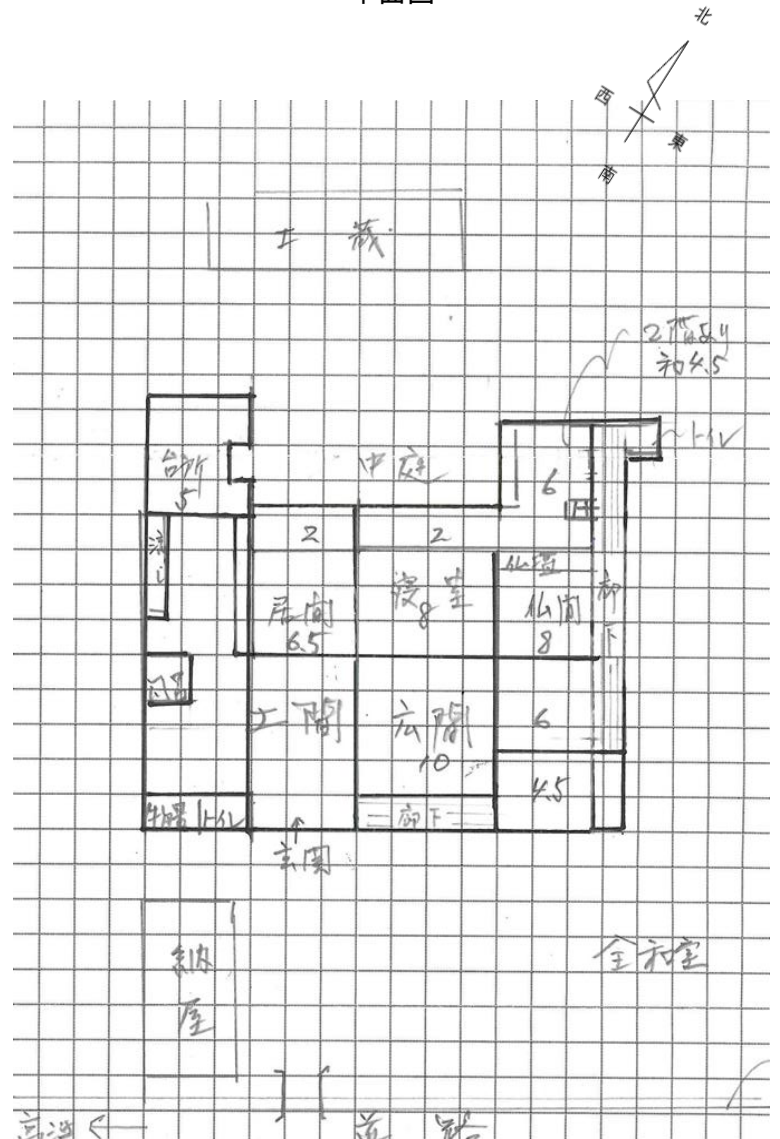 平面図
北
西
東
南
土 蔵
2階あり
和4.5
トイレ
台所
5
中庭
6
流し
2
2
仏壇
居間
6.5
寝室
8
仏間
8
廊下
風呂
土間
広間
10
6
4.5
トイレ
廊下
↑
玄関
納屋
全和室
←